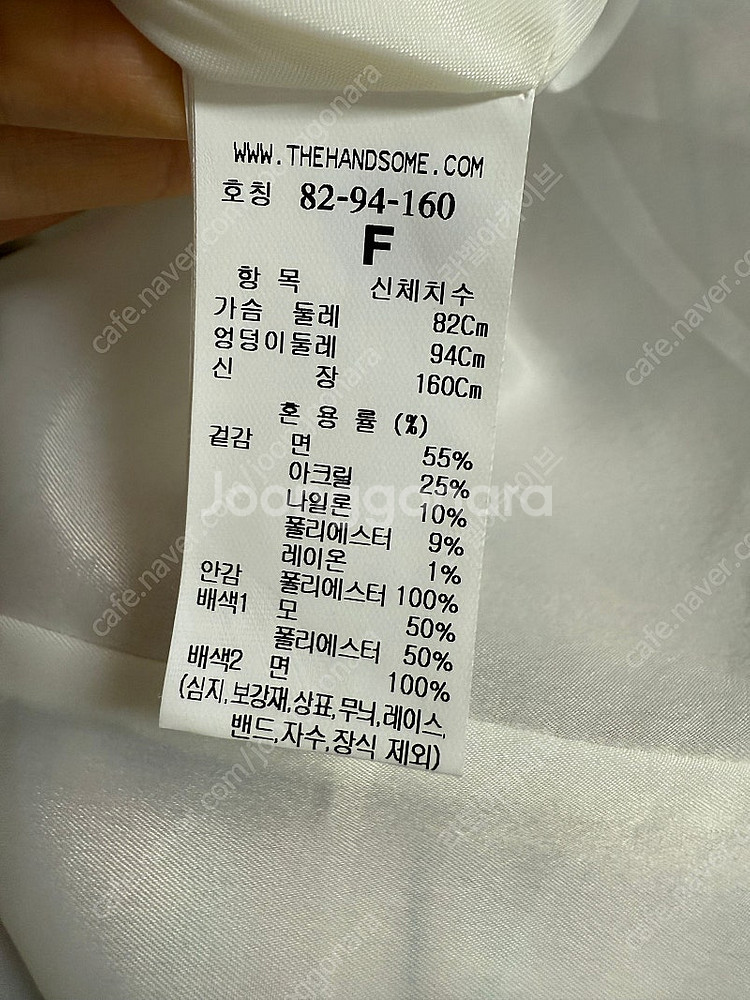 WWW.THEHANDSOME.COM
호칭 82-94-160
F
항 목 신체치수
가슴 둘레 82Cm
엉덩이둘레 94Cm
신 장 160Cm
혼 용 률 (%)
겉감 면 55%
아크릴 25%
나일론 10%
폴리에스터 9%
레이온 1%
안감 폴리에스터 100%
배색1 모 50%
폴리에스터 50%
배색2 면 100%
(심지,보강재,상표,무늬,레이스,
밴드,자수,장식 제외)
Joonggonara
cafe.naver.com/joonggonara